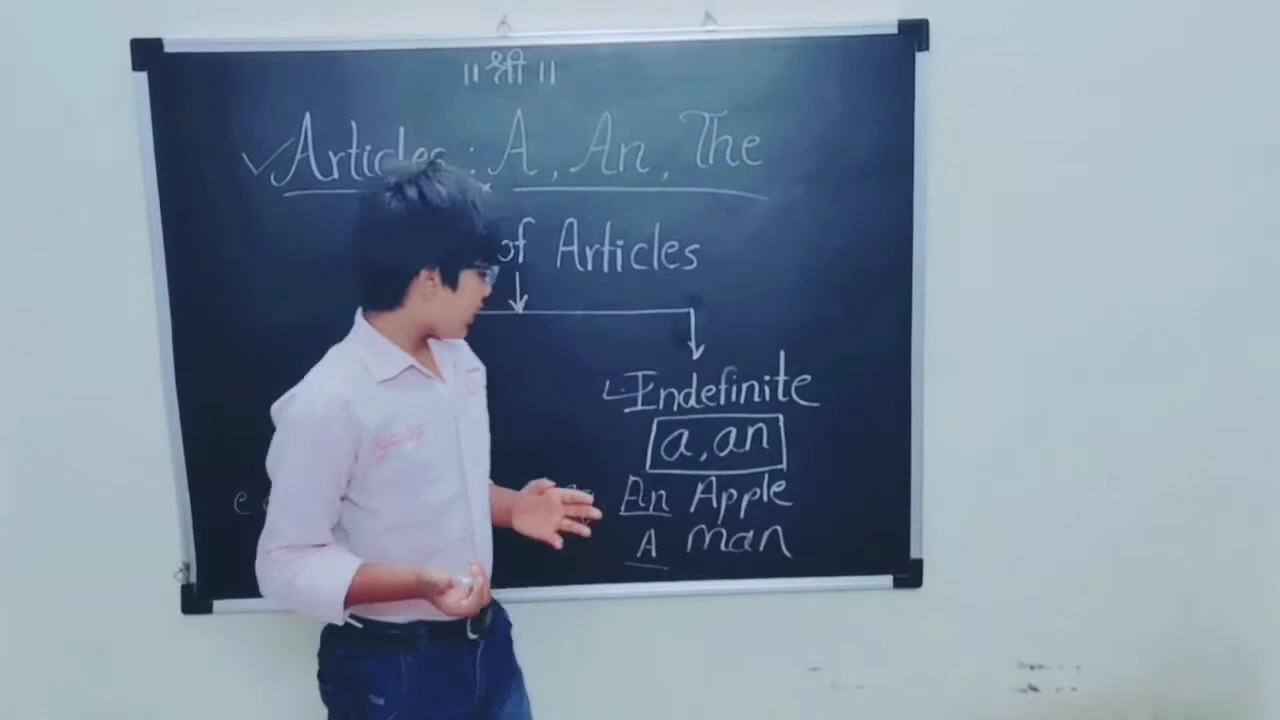 ॥ श्री ॥
Articles : A, An, The
of Articles
Indefinite
a, an
An Apple
A man